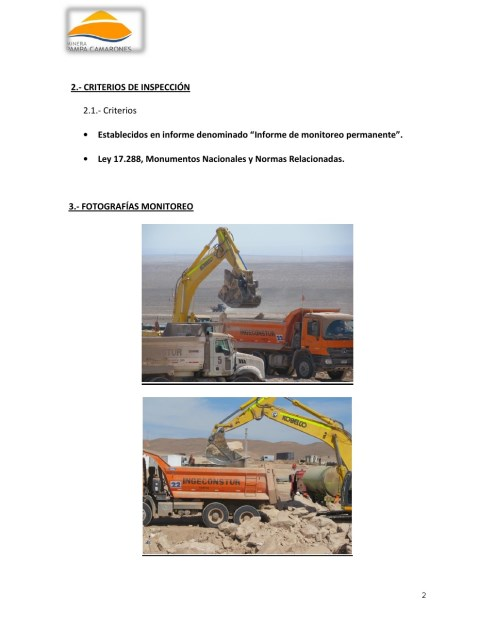 MINERA
PAMPA CAMARONES
2.- CRITERIOS DE INSPECCIÓN
2.1.- Criterios
• Establecidos en informe denominado “Informe de monitoreo permanente”.
• Ley 17.288, Monumentos Nacionales y Normas Relacionadas.
3.- FOTOGRAFÍAS MONITOREO
5
INGECONSTUR
KOBELCO
INGECONSTUR
22
2